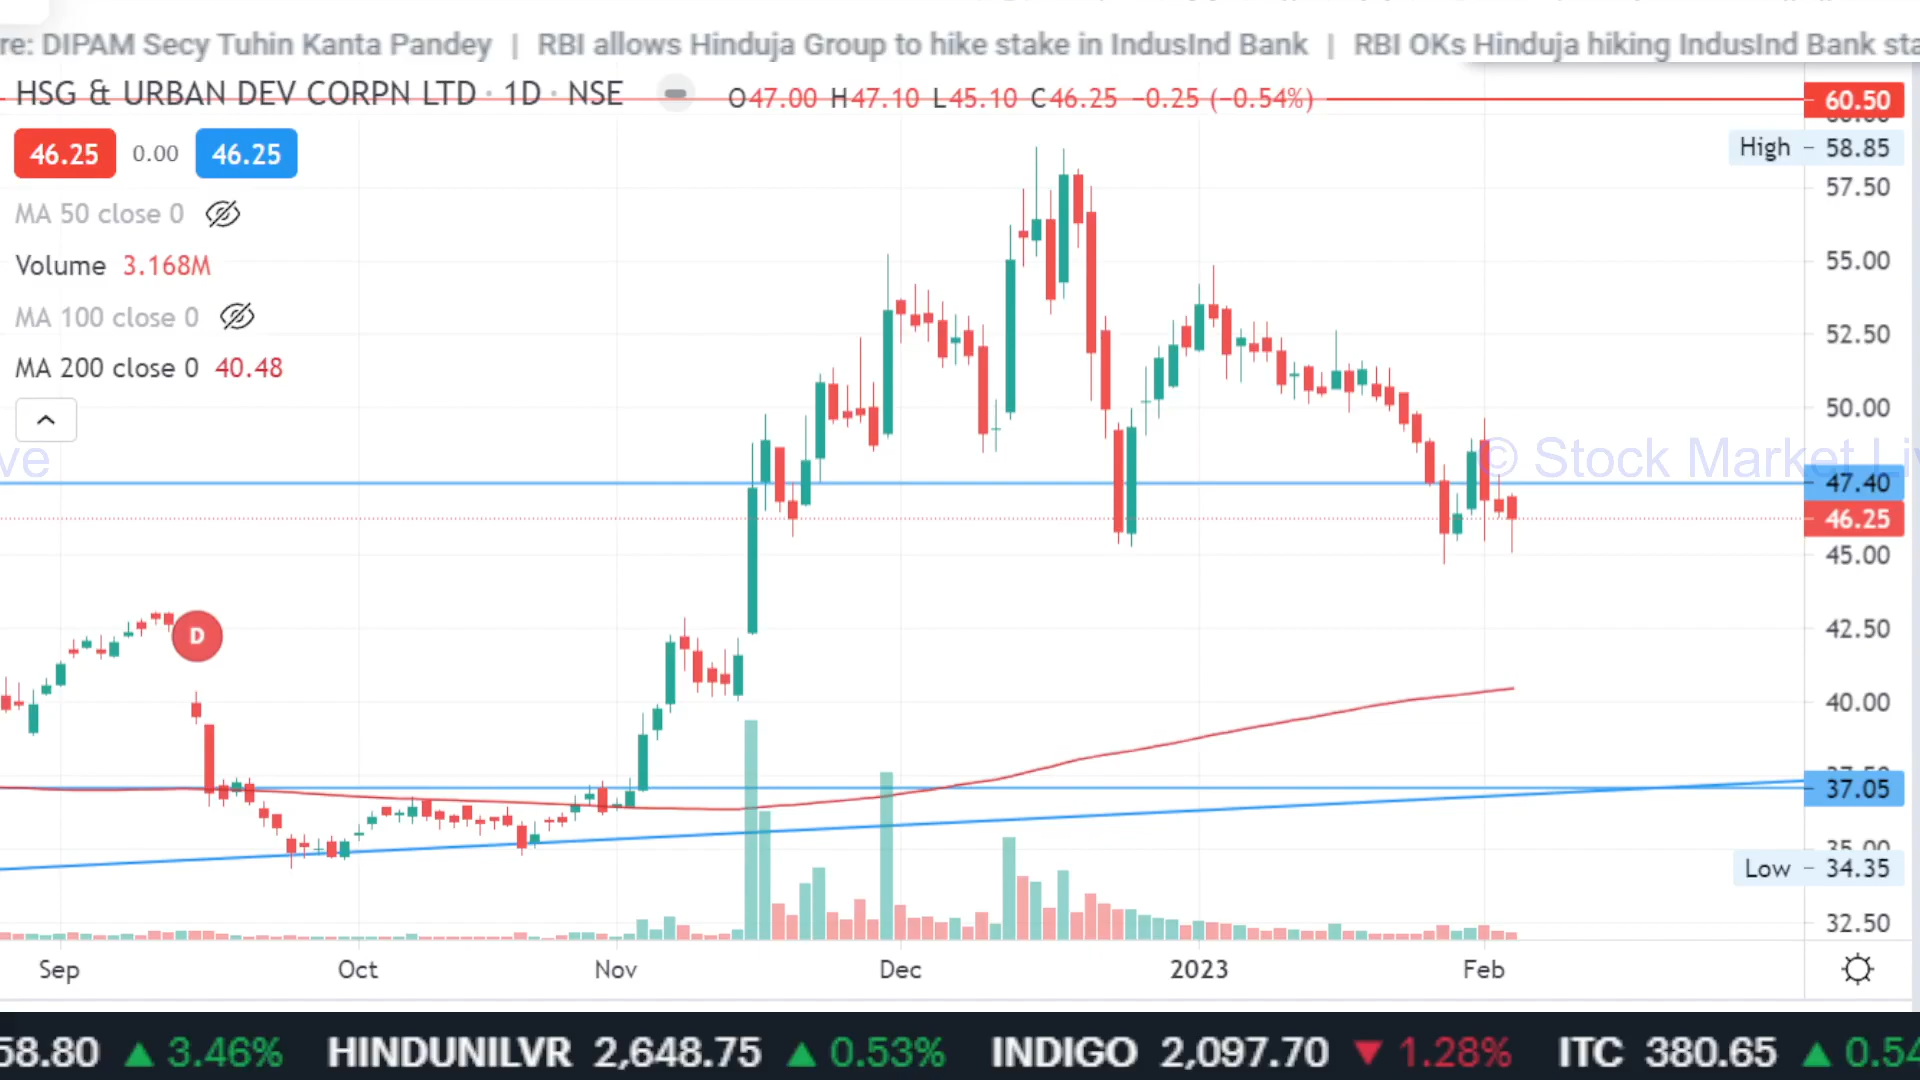 re: DIPAM Secy Tuhin Kanta Pandey | RBI allows Hinduja Group to hike stake in IndusInd Bank | RBI OKs Hinduja hiking IndusInd Bank sta
HSG & URBAN DEV CORPN LTD · 1D · NSE O47.00 H47.10 L45.10 C46.25 −0.25 (−0.54%)
60.50
46.25 0.00 46.25
High 58.85
57.50
MA 50 close 0
Volume 3.168M
55.00
MA 100 close 0
52.50
MA 200 close 0 40.48
50.00
ve
© Stock Market Li
47.40
46.25
45.00
42.50
D
40.00
37.05
35.00
Low 34.35
32.50
Sep Oct Nov Dec 2023 Feb
58.80 ▲ 3.46% HINDUNILVR 2,648.75 ▲ 0.53% INDIGO 2,097.70 ▼ 1.28% ITC 380.65 ▲ 0.54